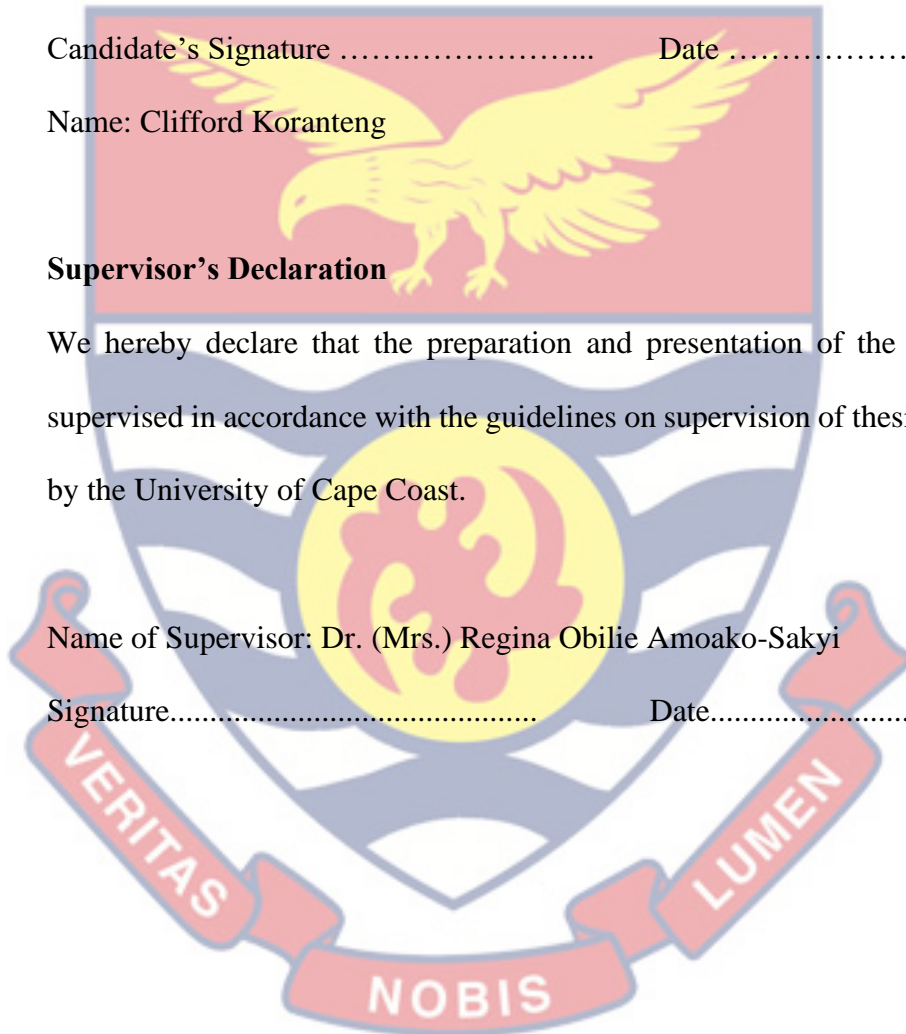 Candidate’s Signature …….……………... Date ………………
Name: Clifford Koranteng
Supervisor’s Declaration
We hereby declare that the preparation and presentation of the
supervised in accordance with the guidelines on supervision of thesi
by the University of Cape Coast.
Name of Supervisor: Dr. (Mrs.) Regina Obilie Amoako-Sakyi
Signature.......................................... Date.......................
VERITAS
NOBIS
LUMEN